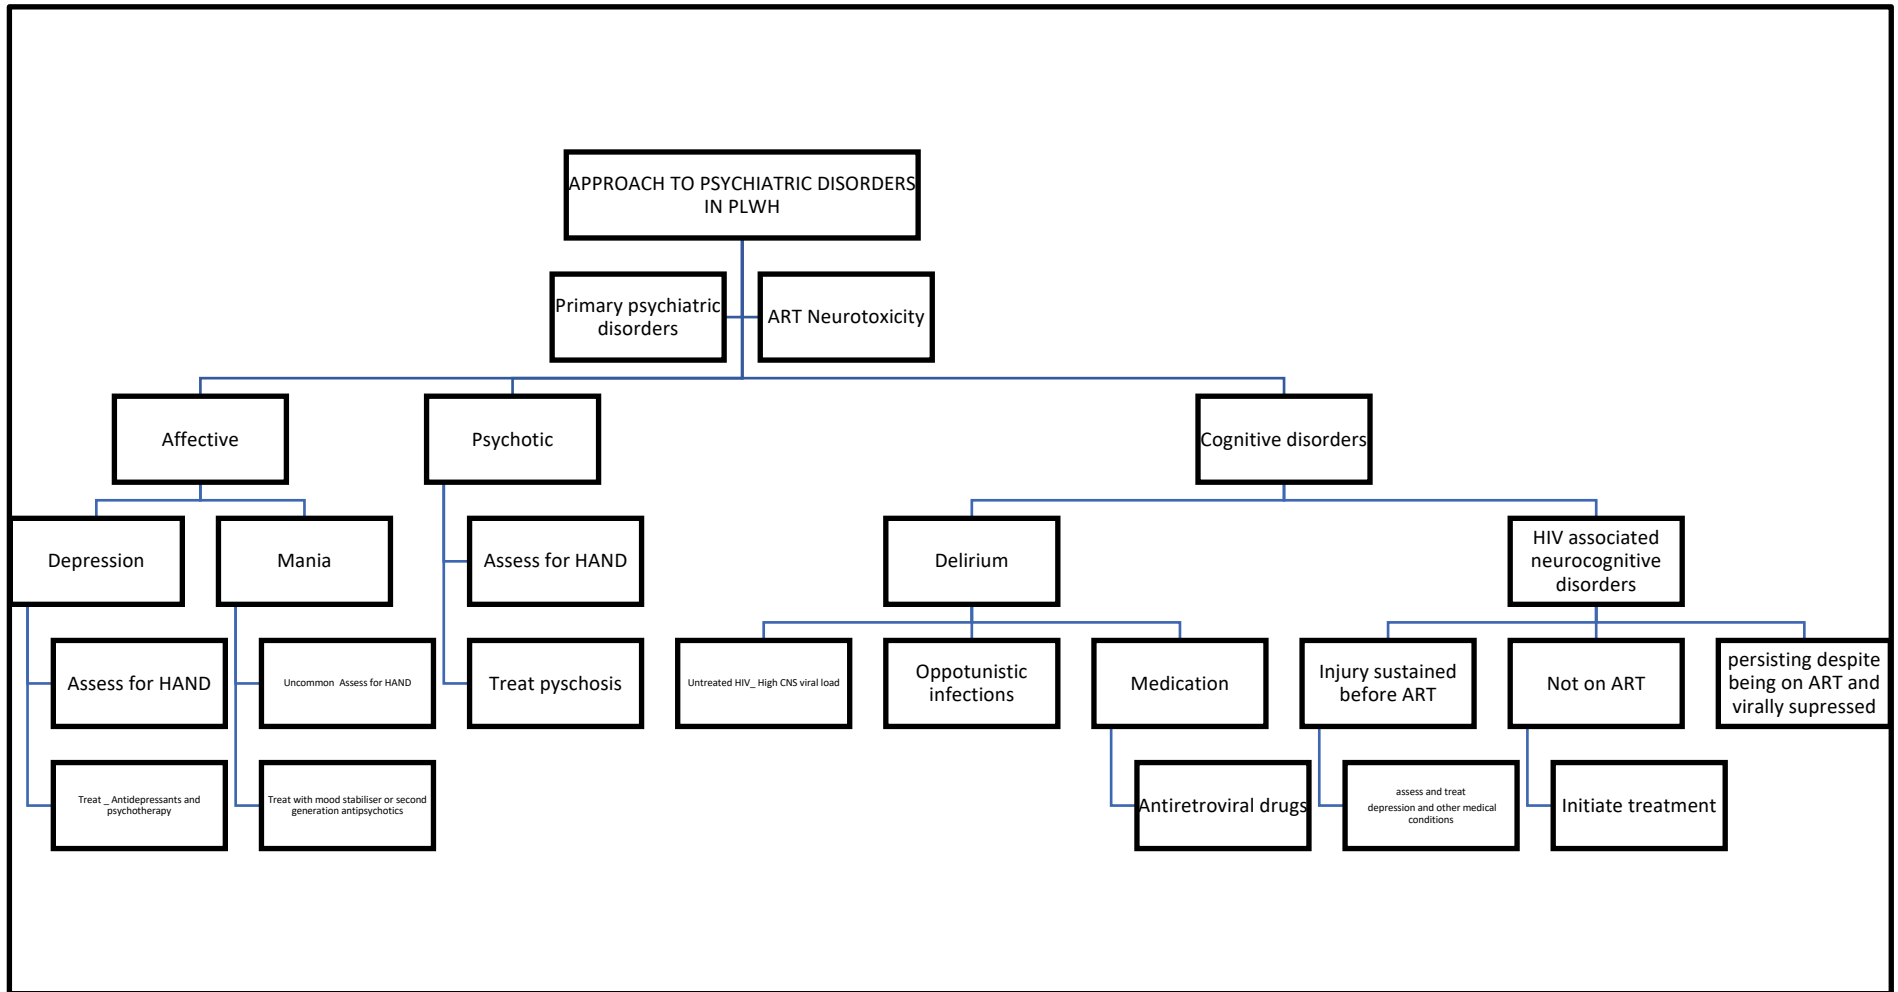 APPROACH TO PSYCHIATRIC DISORDERS
IN PLWH
Primary psychiatric
disorders
ART Neurotoxicity
Affective
Psychotic
Cognitive disorders
Depression
Mania
Assess for HAND
Delirium
HIV associated
neurocognitive
disorders
Assess for HAND
Uncommon Assess for HAND
Treat pyschosis
Untreated HIV_ High CNS viral load
Oppotunistic
infections
Medication
Injury sustained
before ART
Not on ART
persisting despite
being on ART and
virally supressed
Treat _ Antidepressants and
psychotherapy
Treat with mood stabiliser or second
generation antipsychotics
Antiretroviral drugs
assess and treat
depression and other medical
conditions
Initiate treatment